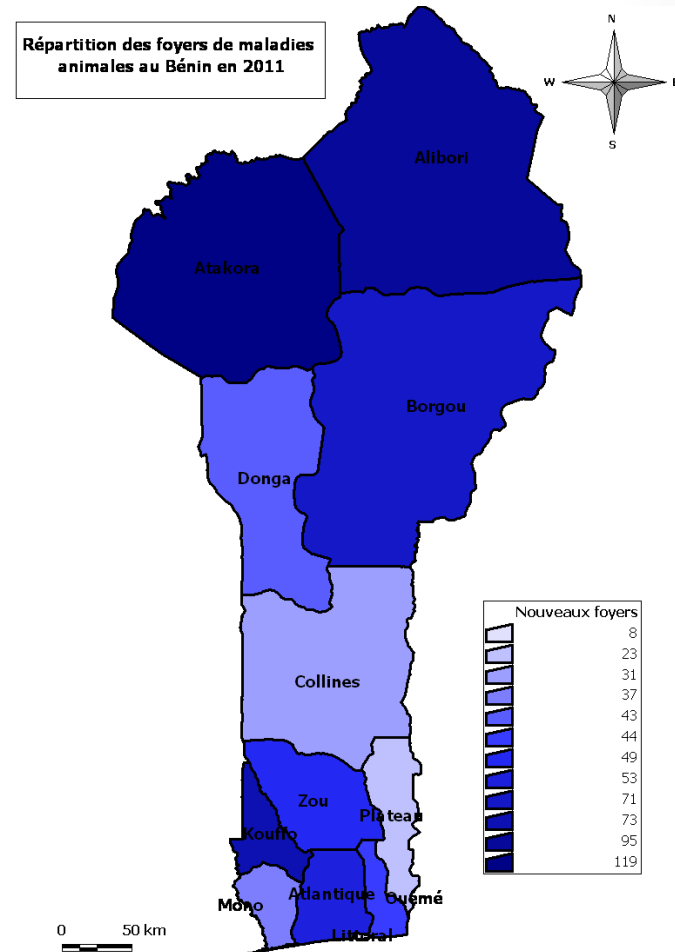 Répartition des foyers de maladies
animales au Bénin en 2011
N
W
E
S
Alibori
Atakora
Borgou
Donga
Collines
Zou
Plateau
Kouffo
Mono
Atlantique
Ouémé
Littoral
Nouveaux foyers
8
23
31
37
43
44
49
53
71
73
95
119
0 50 km